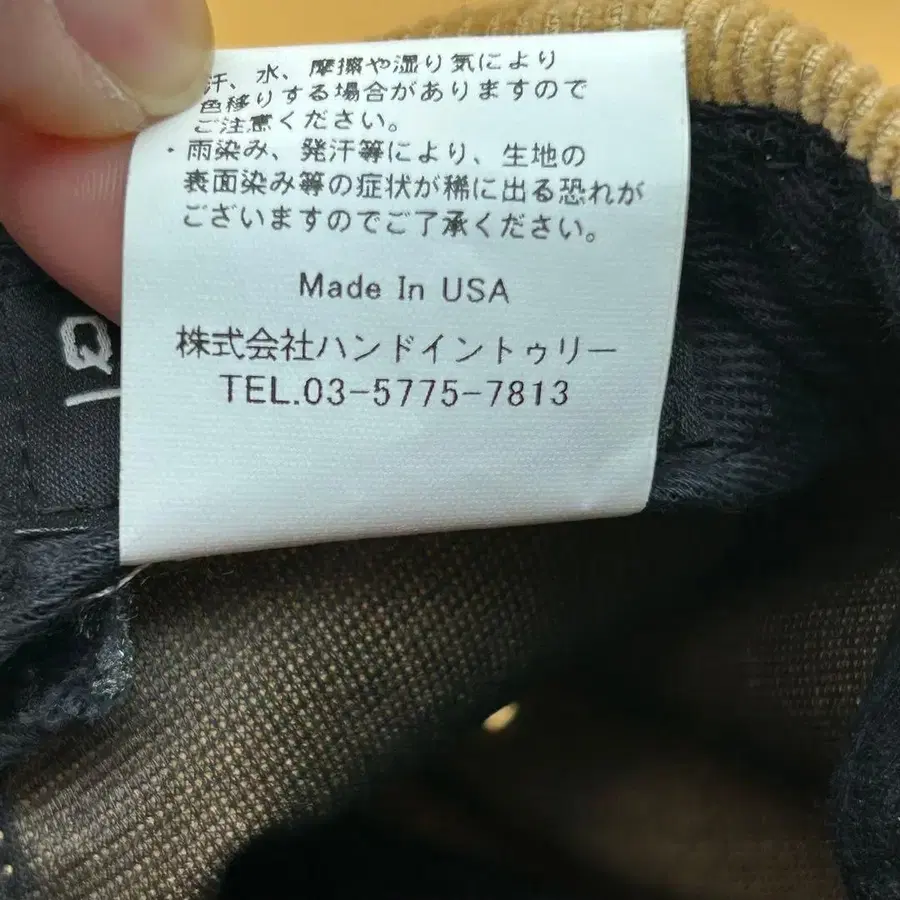 汗、水、摩擦や湿り気により
色移りする場合がありますので
ご注意ください。
・雨染み、発汗等により、生地の
表面染み等の症状が稀に出る恐れが
ございますのでご了承ください。
Made In USA
株式会社ハンドイントゥリー
TEL.03-5775-7813
Q